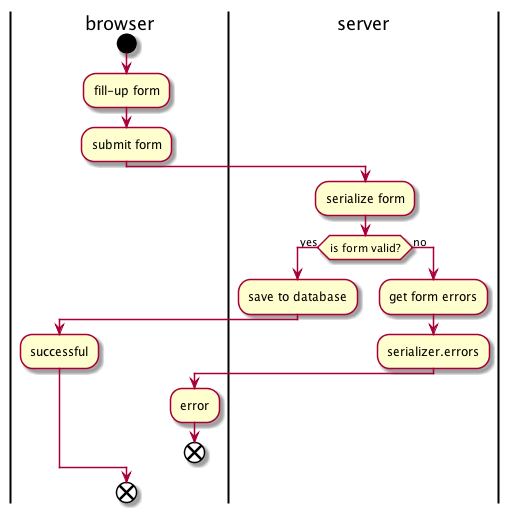 browser
server
fill-up form
submit form
serialize form
yes
is form valid?
no
save to database
get form errors
successful
serializer.errors
error